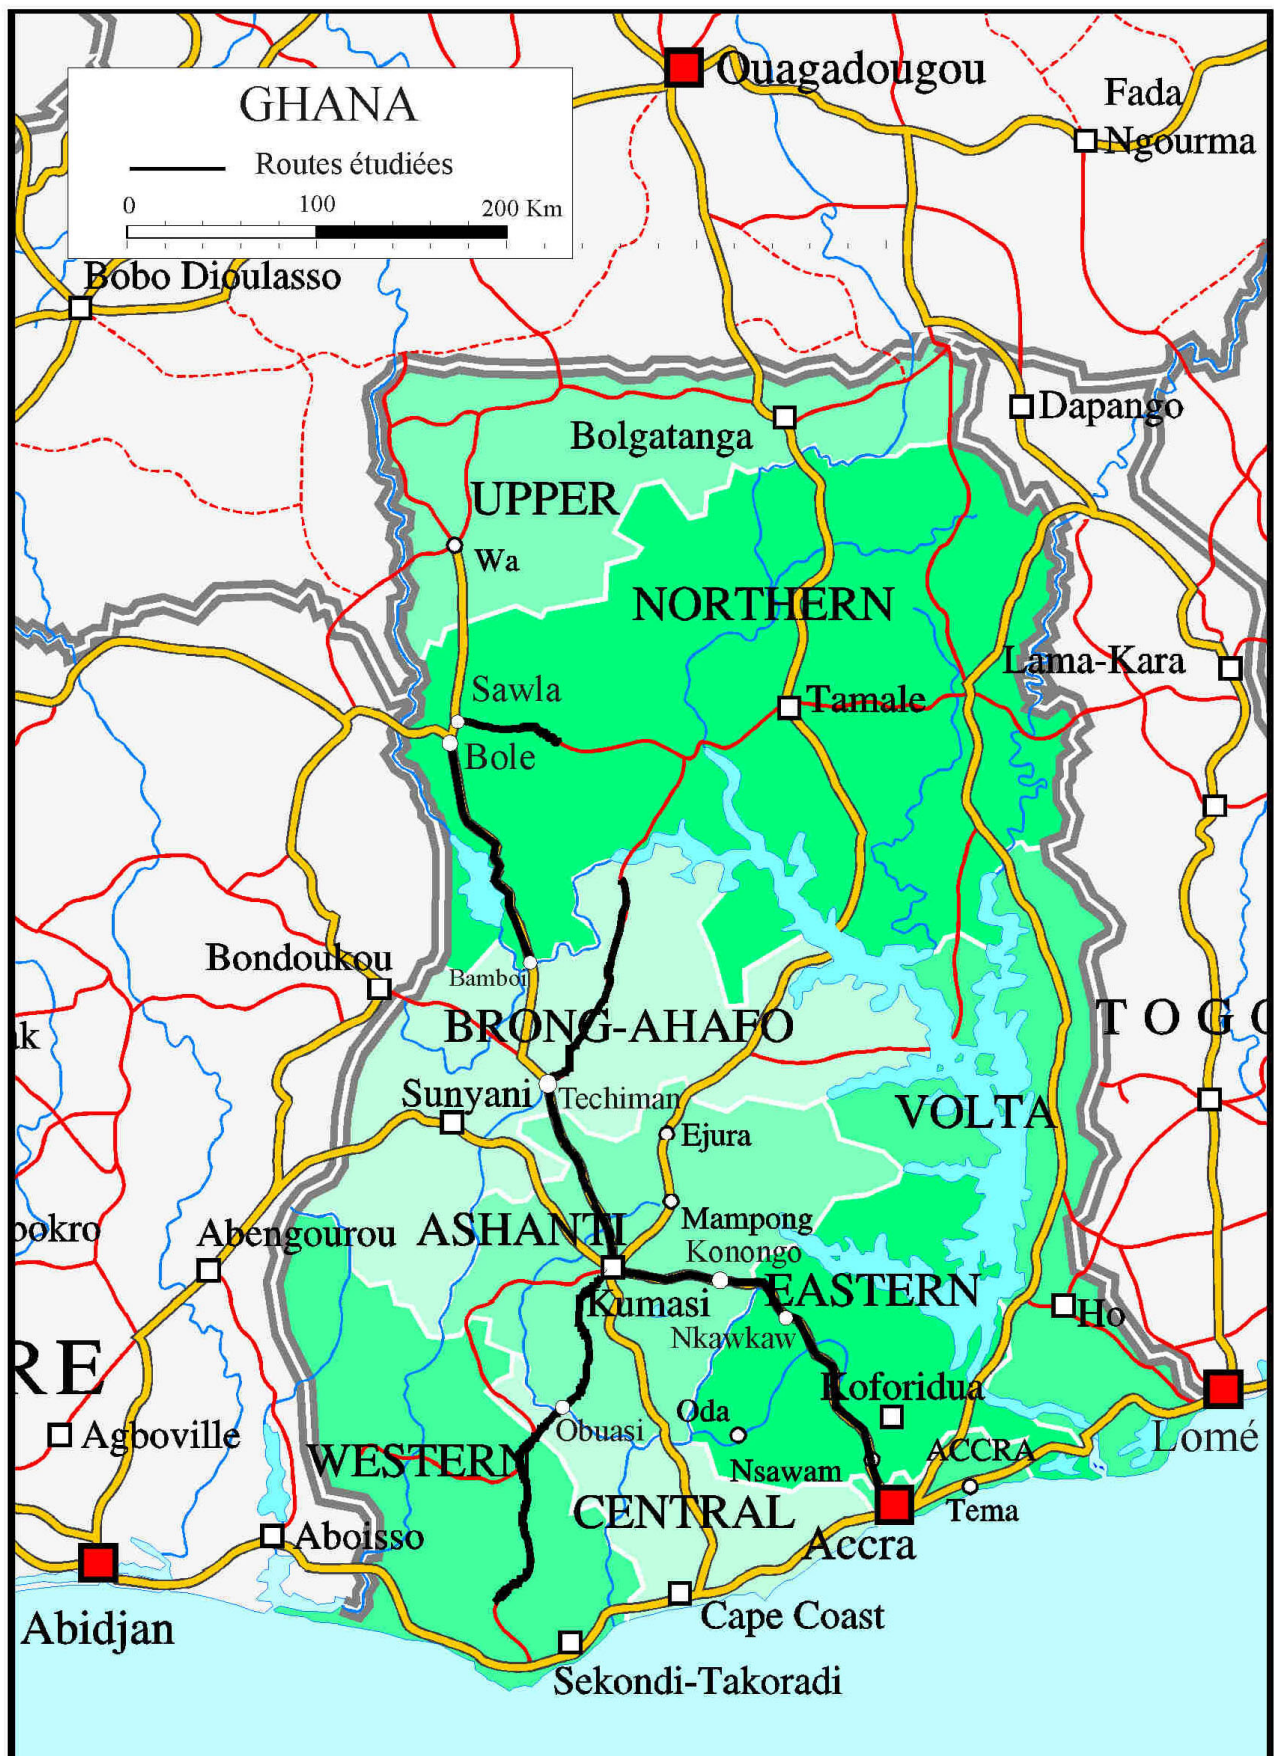 Ouagadougou
Fada
Ngourma
GHANA
Routes étudiées
0 100 200 Km
Bobo Dioulasso
Dapango
Bolgatanga
UPPER
Wa
NORTHERN
Lama-Kara
Sawla
Tamale
Bole
Bondoukou
Bamboi
BRONG-AHAFO
TOGO
k
Sunyani
Techiman
VOLTA
Ejura
Mampong
okro
Abengourou
ASHANTI
Konongo
EASTERN
Kumasi
Ho
Nkawkaw
RE
Koforidua
Oda
Obuasi
Agboville
Lomé
WESTERN
ACCRA
Nsawam
Tema
CENTRAL
Accra
Aboisso
Cape Coast
Abidjan
Sekondi-Takoradi